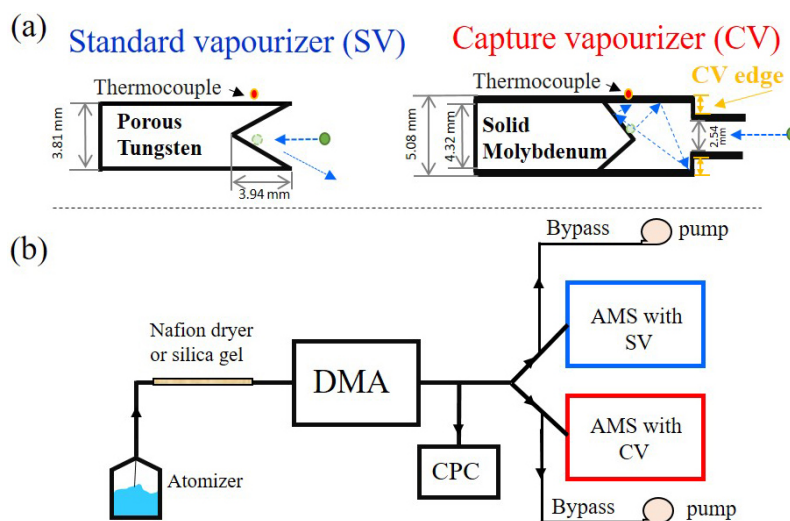 (a)
Standard vapourizer (SV)
Capture vapourizer (CV)
Thermocouple
Porous
Tungsten
3.81 mm
3.94 mm
Thermocouple
CV edge
Solid
Molybdenum
5.08 mm
4.32 mm
2.54
mm
(b)
Bypass
pump
Nafion dryer
or silica gel
DMA
AMS with
SV
CPC
AMS with
CV
Atomizer
Bypass
pump